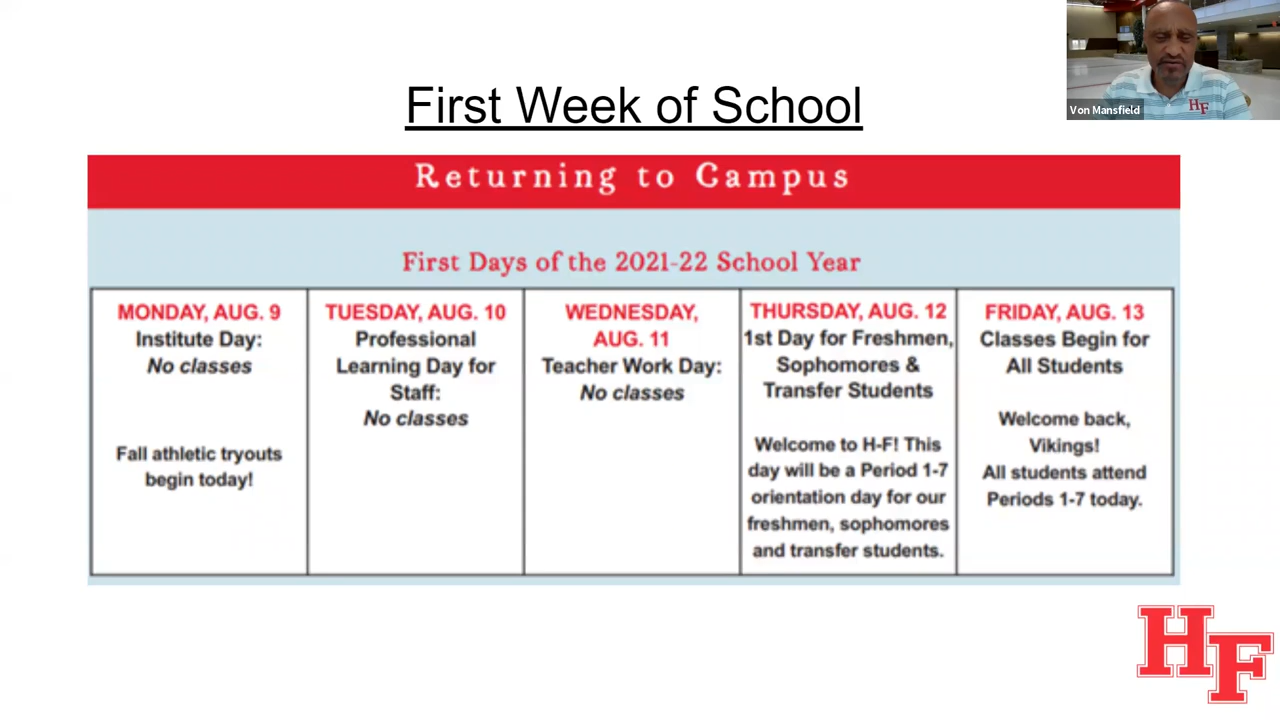 First Week of School
Von Mansfield
HF
Returning to Campus
First Days of the 2021-22 School Year
MONDAY, AUG. 9
Institute Day:
No classes
Fall athletic tryouts
begin today!
TUESDAY, AUG. 10
Professional
Learning Day for
Staff:
No classes
WEDNESDAY,
AUG. 11
Teacher Work Day:
No classes
THURSDAY, AUG. 12
1st Day for Freshmen,
Sophomores &
Transfer Students
Welcome to H-F! This
day will be a Period 1-7
orientation day for our
freshmen, sophomores
and transfer students.
FRIDAY, AUG. 13
Classes Begin for
All Students
Welcome back,
Vikings!
All students attend
Periods 1-7 today.
HF